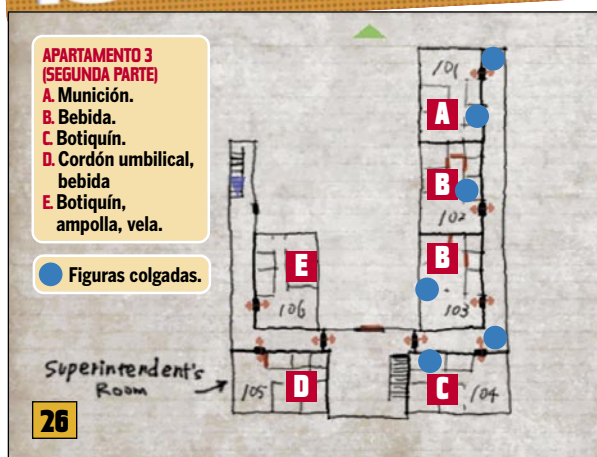 APARTAMENTO 3
(SEGUNDA PARTE)
A. Munición.
B. Bebida.
C. Botiquín.
D. Cordón umbilical,
bebida
E. Botiquín,
ampolla, vela.
Figuras colgadas.
101
A
B
102
B
103
E
106
Superintendent's
Room
105
D
C
104
26